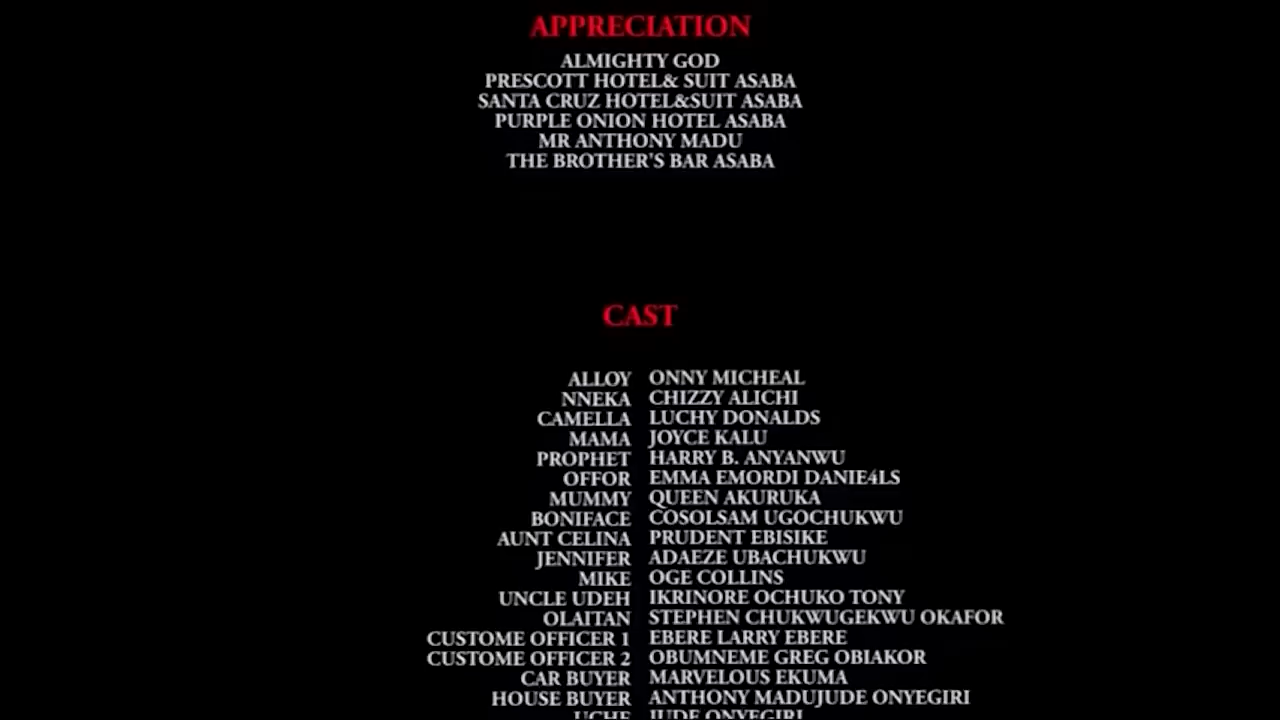 APPRECIATION
ALMIGHTY GOD
PRESCOTT HOTEL& SUIT ASABA
SANTA CRUZ HOTEL&SUIT ASABA
PURPLE ONION HOTEL ASABA
MR ANTHONY MADU
THE BROTHER'S BAR ASABA
CAST
ALLOY ONNY MICHEAL
NNEKA CHIZZY ALICHI
CAMELLA LUCHY DONALDS
MAMA JOYCE KALU
PROPHET HARRY B. ANYANWU
OFFOR EMMA EMORDI DANIE4LS
MUMMY QUEEN AKURUKA
BONIFACE COSOLSAM UGOCHUKWU
AUNT CELINA PRUDENT EBISIKE
JENNIFER ADAEZE UBACHUKWU
MIKE OGE COLLINS
UNCLE UDEH IKRINORE OCHUKO TONY
OLAITAN STEPHEN CHUKWUGEKWU OKAFOR
CUSTOME OFFICER 1 EBERE LARRY EBERE
CUSTOME OFFICER 2 OBUMNEME GREG OBIAKOR
CAR BUYER MARVELOUS EKUMA
HOUSE BUYER ANTHONY MADUJUDE ONYEGIRI
UCHE JUDE ONYEGIRI